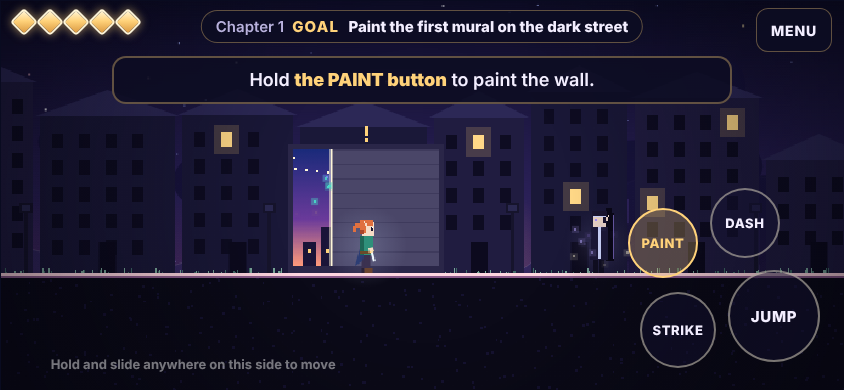 Chapter 1 GOAL Paint the first mural on the dark street
MENU
Hold the PAINT button to paint the wall.
!
DASH
PAINT
JUMP
STRIKE
Hold and slide anywhere on this side to move